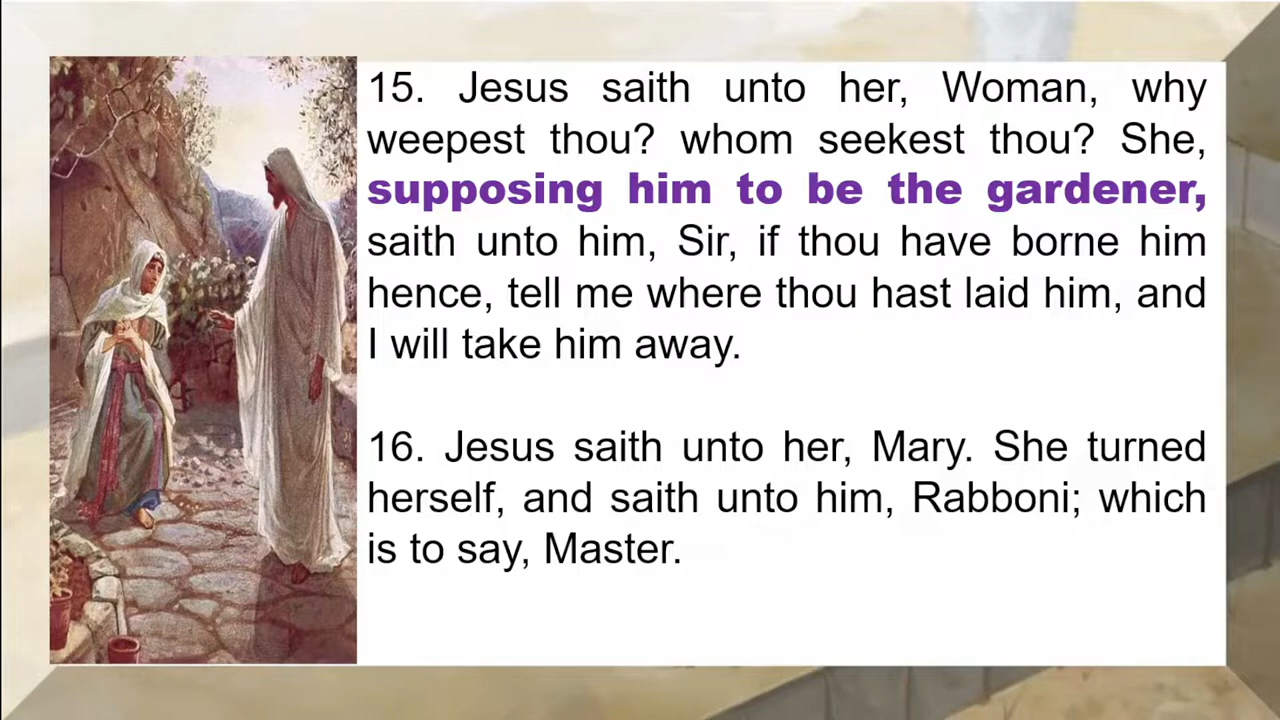 15. Jesus saith unto her, Woman, why
weepest thou? whom seekest thou? She,
supposing him to be the gardener,
saith unto him, Sir, if thou have borne him
hence, tell me where thou hast laid him, and
I will take him away.
16. Jesus saith unto her, Mary. She turned
herself, and saith unto him, Rabboni; which
is to say, Master.